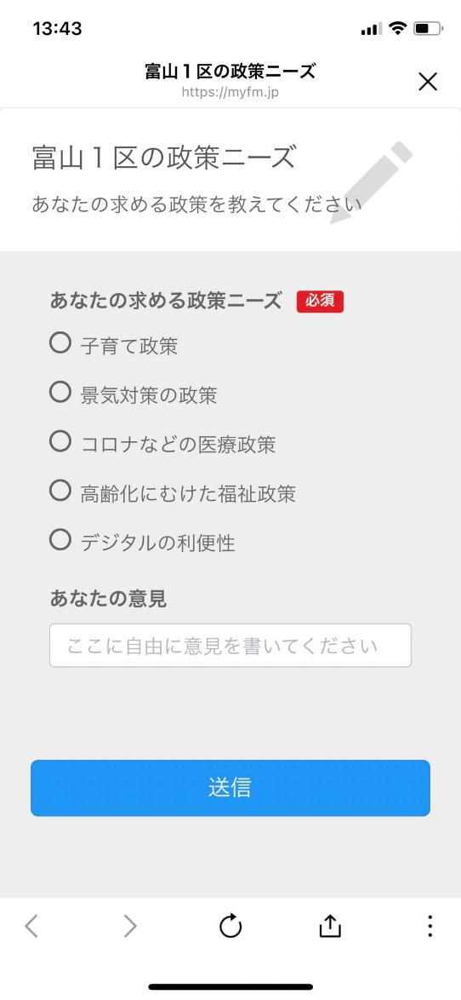 13:43
富山１区の政策ニーズ
https://myfm.jp
富山１区の政策ニーズ
あなたの求める政策を教えてください
あなたの求める政策ニーズ 必須
子育て政策
景気対策の政策
コロナなどの医療政策
高齢化にむけた福祉政策
デジタルの利便性
あなたの意見
ここに自由に意見を書いてください
送信